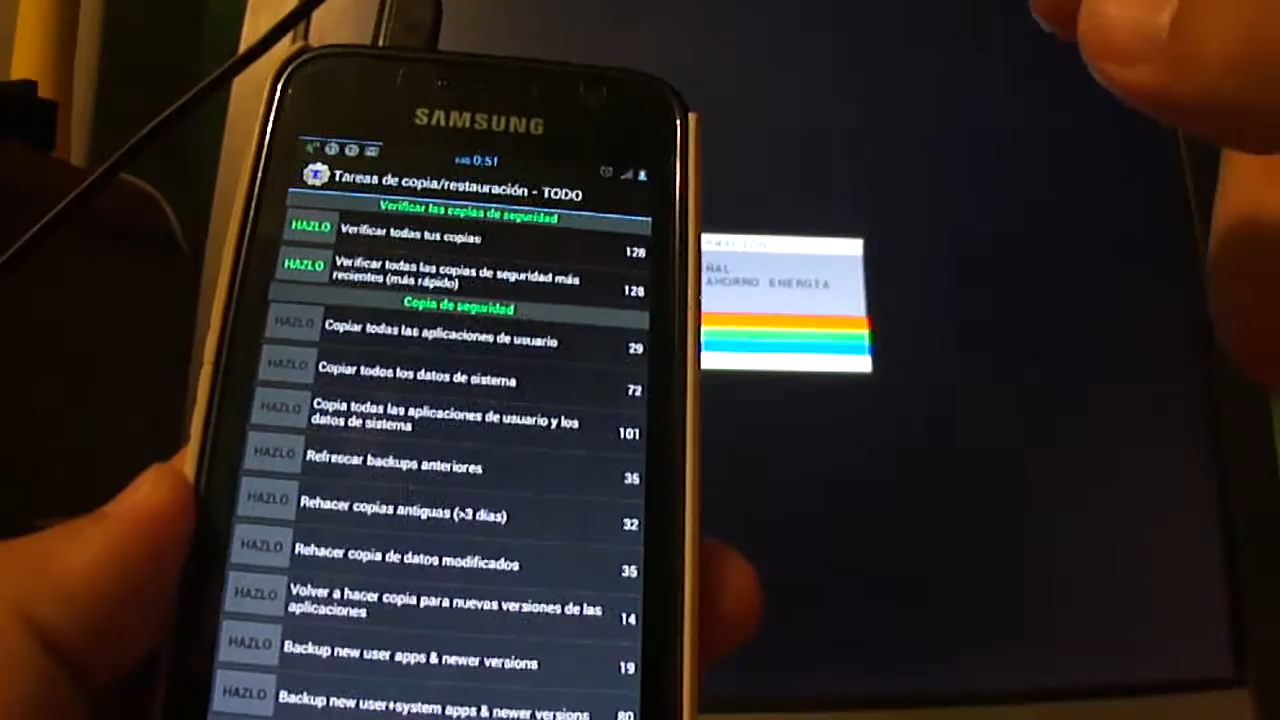 SAMSUNG
0:51
Tareas de copia/restauración - TODO
Verificar las copias de seguridad
HAZLO Verificar todas tus copias 128
HAZLO Verificar todas las copias de seguridad más
recientes (más rápido) 128
Copia de seguridad
HAZLO Copiar todas las aplicaciones de usuario 29
HAZLO Copiar todos los datos de sistema 72
HAZLO Copia todas las aplicaciones de usuario y los
datos de sistema 101
HAZLO Refrescar backups anteriores 35
HAZLO Rehacer copias antiguas (>3 días) 32
HAZLO Rehacer copia de datos modificados 35
HAZLO Volver a hacer copia para nuevas versiones de las
aplicaciones 14
HAZLO Backup new user apps & newer versions 19
HAZLO Backup new user+system apps & newer versions 80
ÑAL
AHORRO ENERGIA